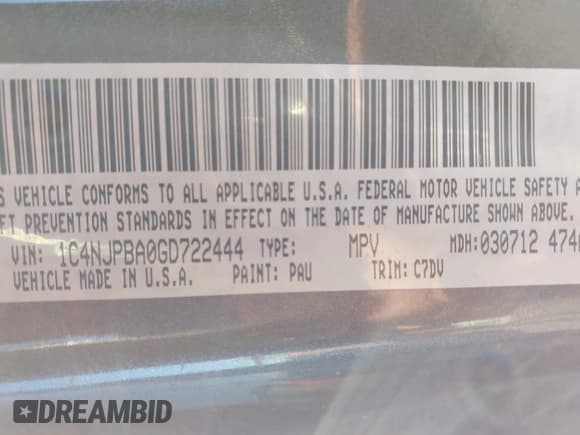 S VEHICLE CONFORMS TO ALL APPLICABLE U.S.A. FEDERAL MOTOR VEHICLE SAFETY
FT PREVENTION STANDARDS IN EFFECT ON THE DATE OF MANUFACTURE SHOWN ABOVE.
VIN: 1C4NJPBA0GD722444 TYPE: MPV MDH:030712 474
VEHICLE MADE IN U.S.A. PAINT: PAU TRIM: C7DV
DREAMBID